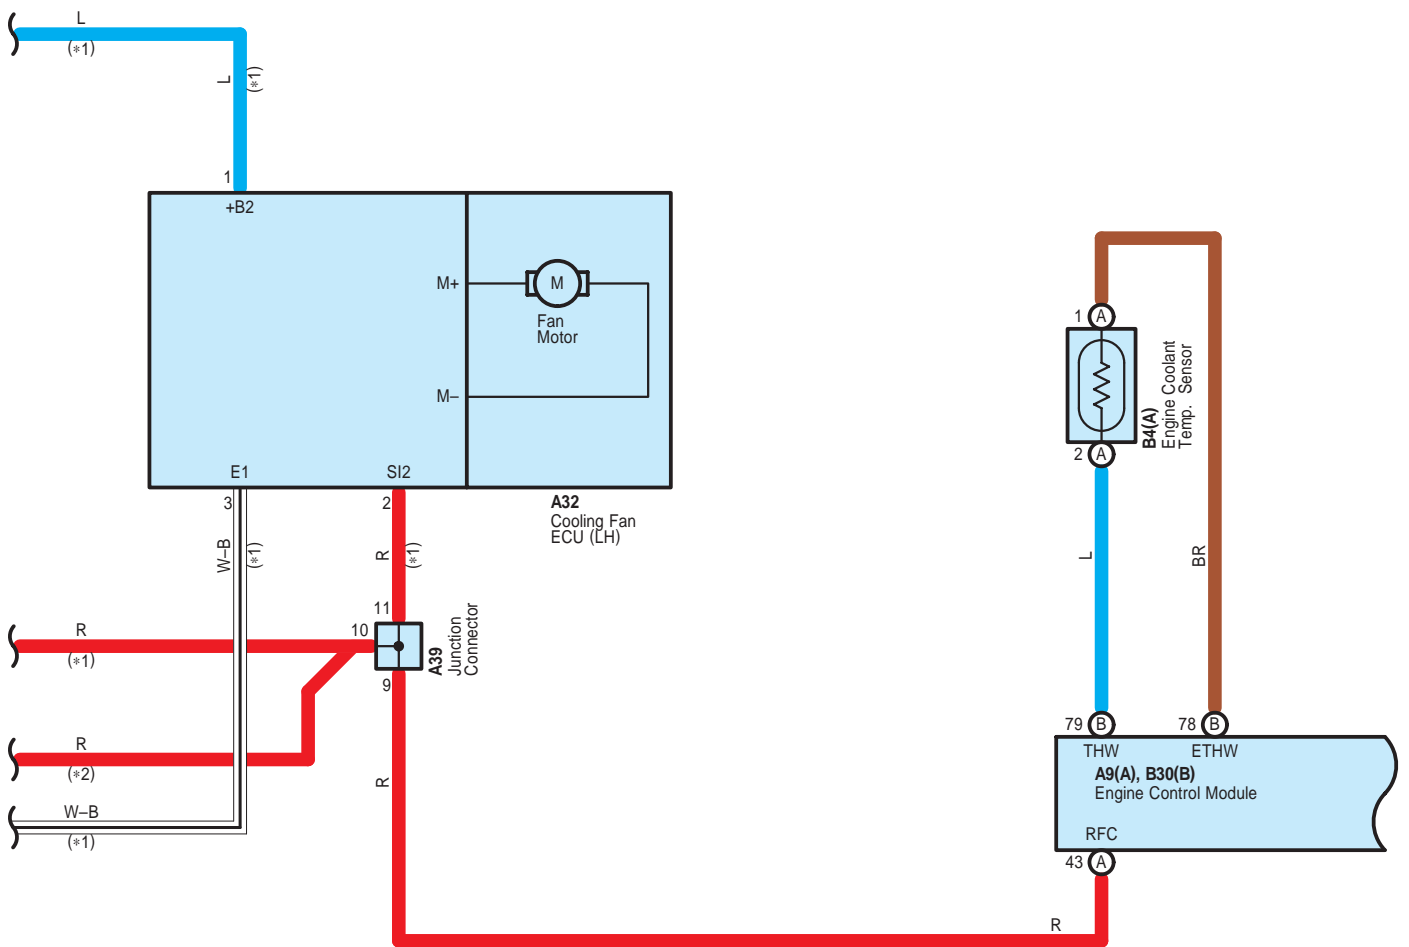 L
(*1)
L
(*1)
1
+B2
M+
M
Fan
Motor
M–
E1
SI2
3
2
A32
Cooling Fan
ECU (LH)
W–B
(*1)
R
(*1)
11
10
R
(*1)
A39
Junction
Connector
9
R
(*2)
R
W–B
(*1)
1
A
B4(A)
Engine Coolant
Temp. Sensor
2
A
L
BR
79
B
78
B
THW
ETHW
A9(A), B30(B)
Engine Control Module
RFC
43
A
R